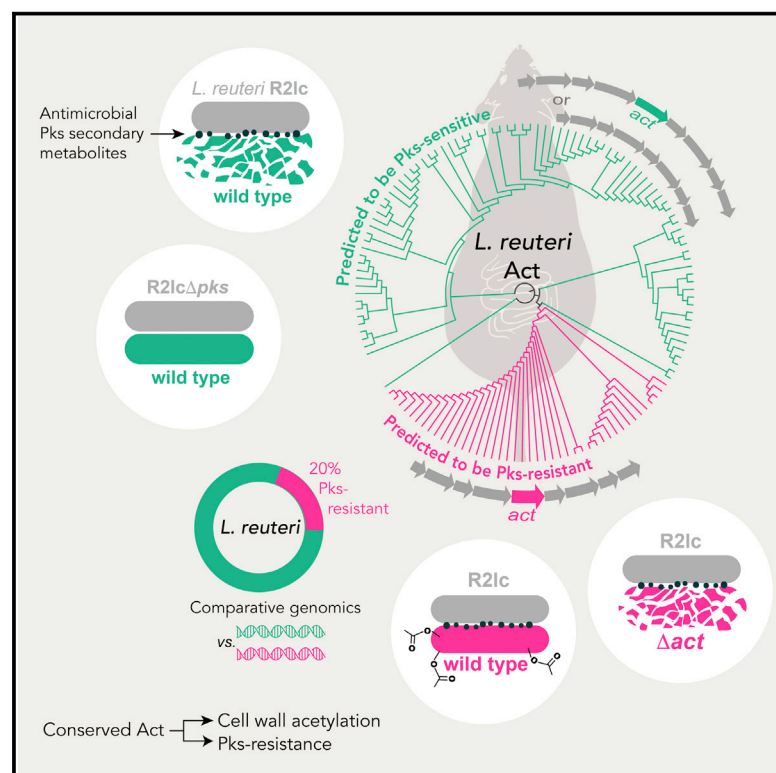 L. reuteri R2lc
Antimicrobial
Pks secondary
metabolites
wild type
R2lcΔpks
wild type
or
act
Predicted to be Pks-sensitive
L. reuteri
Act
Predicted to be Pks-resistant
act
20%
Pks-
resistant
L. reuteri
Comparative genomics
vs.
R2lc
wild type
O
O
O
O
O
O
R2lc
Δact
Conserved Act
Cell wall acetylation
Pks-resistance